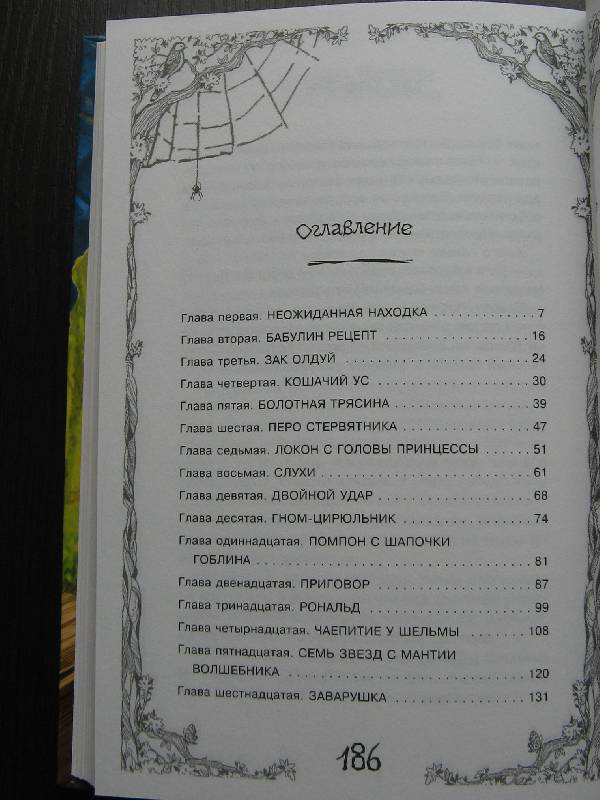 Оглавление
Глава первая. НЕОЖИДАННАЯ НАХОДКА . . . . . . . . . . . . 7
Глава вторая. БАБУЛИН РЕЦЕПТ . . . . . . . . . . . . . . . . 16
Глава третья. ЗАК ОЛДУЙ . . . . . . . . . . . . . . . . . . . . 24
Глава четвертая. КОШАЧИЙ УС . . . . . . . . . . . . . . . . 30
Глава пятая. БОЛОТНАЯ ТРЯСИНА . . . . . . . . . . . . . . . 39
Глава шестая. ПЕРО СТЕРВЯТНИКА . . . . . . . . . . . . . . 47
Глава седьмая. ЛОКОН С ГОЛОВЫ ПРИНЦЕССЫ . . . . . . 51
Глава восьмая. СЛУХИ . . . . . . . . . . . . . . . . . . . . . . 61
Глава девятая. ДВОЙНОЙ УДАР . . . . . . . . . . . . . . . . . 68
Глава десятая. ГНОМ-ЦИРЮЛЬНИК . . . . . . . . . . . . . . 74
Глава одиннадцатая. ПОМПОН С ШАПОЧКИ
ГОБЛИНА . . . . . . . . . . . . . . . . . . . . . . . . . . . 81
Глава двенадцатая. ПРИГОВОР . . . . . . . . . . . . . . . . . 87
Глава тринадцатая. РОНАЛЬД . . . . . . . . . . . . . . . . . . 99
Глава четырнадцатая. ЧАЕПИТИЕ У ШЕЛЬМЫ . . . . . . . 108
Глава пятнадцатая. СЕМЬ ЗВЕЗД С МАНТИИ
ВОЛШЕБНИКА . . . . . . . . . . . . . . . . . . . . . . . . 120
Глава шестнадцатая. ЗАВАРУШКА . . . . . . . . . . . . . . . 131
186